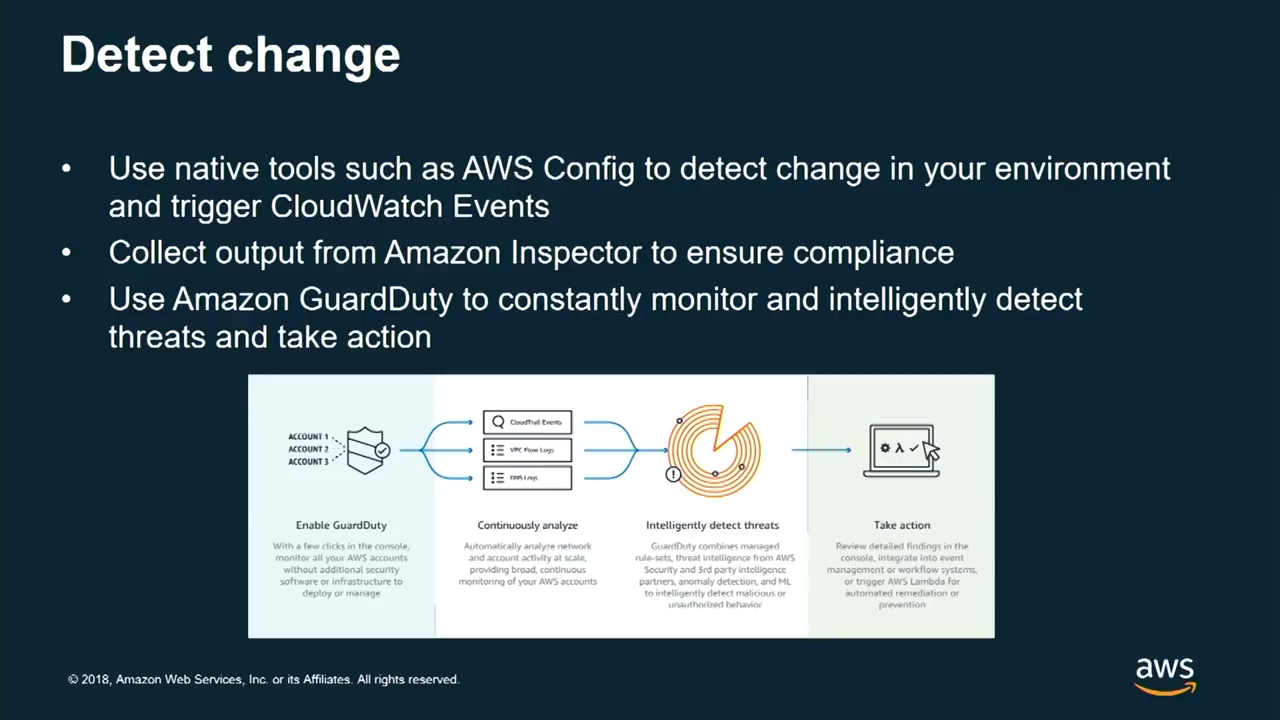 Detect change
• Use native tools such as AWS Config to detect change in your environment
and trigger CloudWatch Events
• Collect output from Amazon Inspector to ensure compliance
• Use Amazon GuardDuty to constantly monitor and intelligently detect
threats and take action
ACCOUNT 1
ACCOUNT 2
ACCOUNT 3
Enable GuardDuty
With a few clicks in the console,
monitor all your AWS accounts
without additional security
software or infrastructure to
deploy or manage
CloudTrail Events
VPC Flow Logs
DNS Logs
Continuously analyze
Automatically analyze network
and account activity at scale,
providing broad, continuous
monitoring of your AWS accounts
Intelligently detect threats
GuardDuty combines managed
rule-sets, threat intelligence from AWS
Security and 3rd party intelligence
partners, anomaly detection, and ML
to intelligently detect malicious or
unauthorized behavior
λ
Take action
Review detailed findings in the
console, integrate into event
management or workflow systems,
or trigger AWS Lambda for
automated remediation or
prevention
© 2018, Amazon Web Services, Inc. or its Affiliates. All rights reserved.
aws